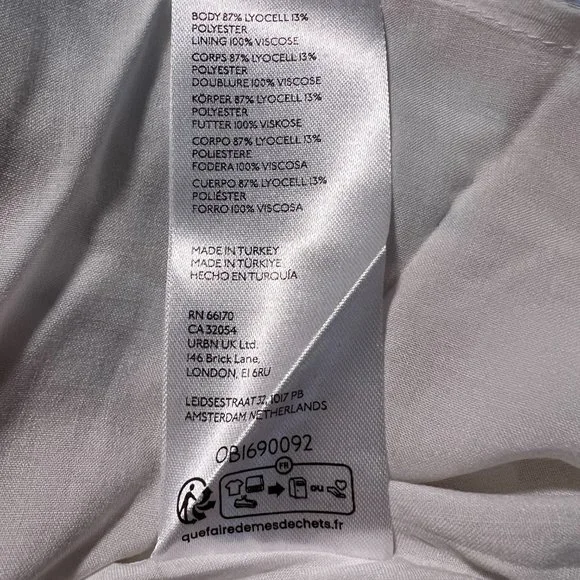 BODY 87% LYOCELL 13%
POLYESTER
LINING 100% VISCOSE
CORPS 87% LYOCELL 13%
POLYESTER
DOUBLURE 100% VISCOSE
KÖRPER 87% LYOCELL 13%
POLYESTER
FUTTER 100% VISKOSE
CORPO 87% LYOCELL 13%
POLIESTERE
FODERA 100% VISCOSA
CUERPO 87% LYOCELL 13%
POLIÉSTER
FORRO 100% VISCOSA
MADE IN TURKEY
MADE IN TÜRKIYE
HECHO EN TURQUÍA
RN 66170
CA 32054
URBN UK Ltd.
146 Brick Lane,
LONDON, E1 6RU
LEIDSESTRAAT 37, 1017 PB
AMSTERDAM, NETHERLANDS
OB1690092
FR
OU
quefairedemesdechets.fr